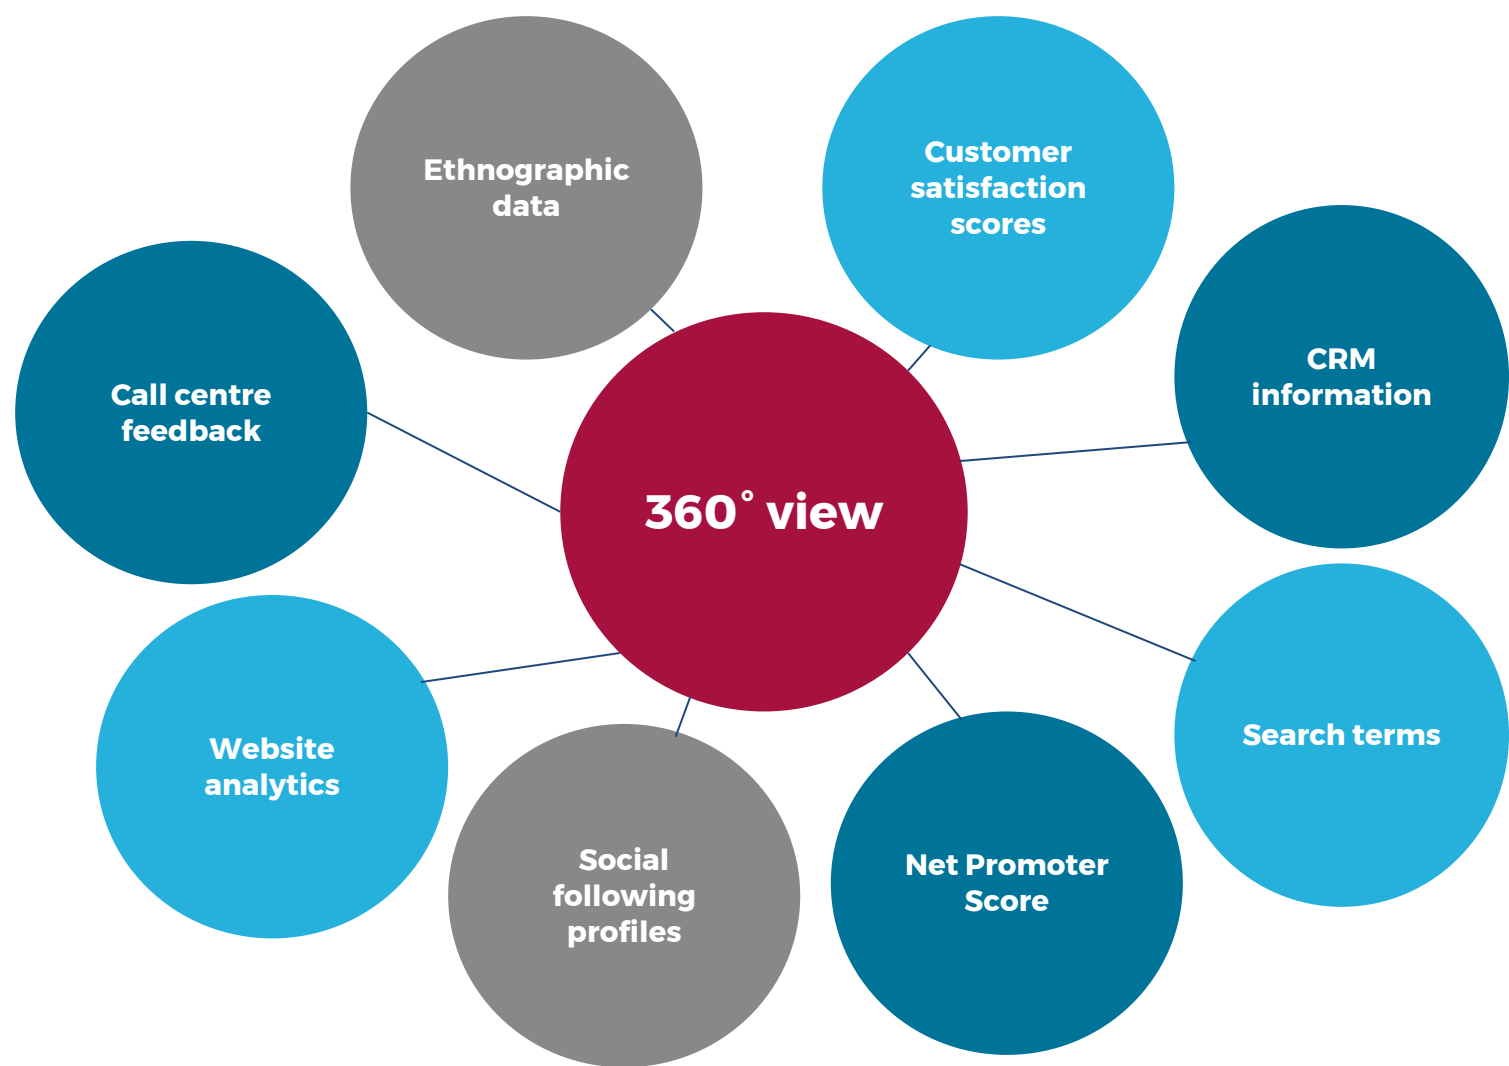 Ethnographic
data
Customer
satisfaction
scores
CRM
information
Call centre
feedback
360° view
Website
analytics
Search terms
Social
following
profiles
Net Promoter
Score